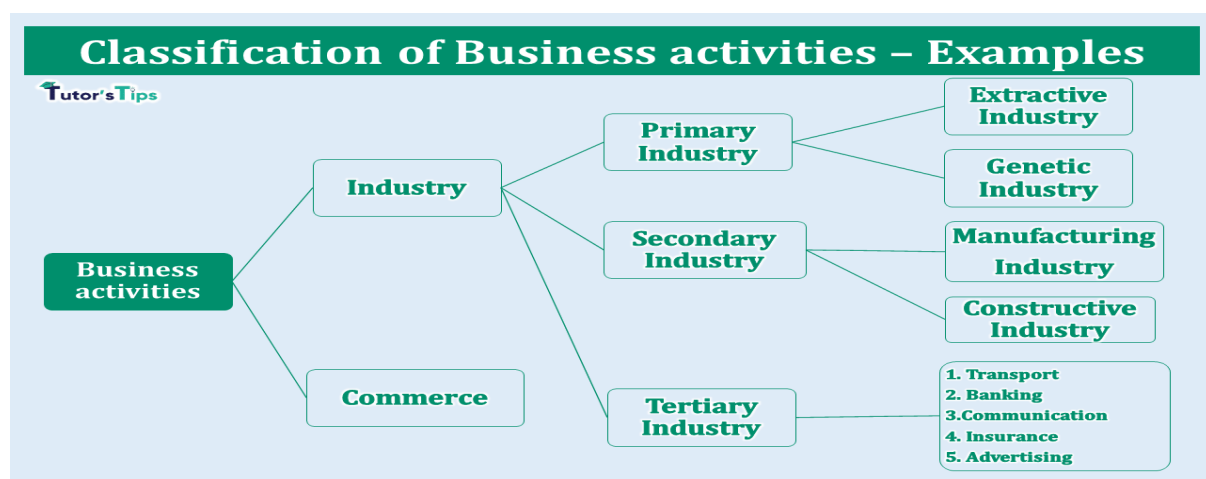 Classification of Business activities – Examples
Tutor'sTips
Business
activities
Industry
Commerce
Primary
Industry
Secondary
Industry
Tertiary
Industry
Extractive
Industry
Genetic
Industry
Manufacturing
Industry
Constructive
Industry
1. Transport
2. Banking
3.Communication
4. Insurance
5. Advertising